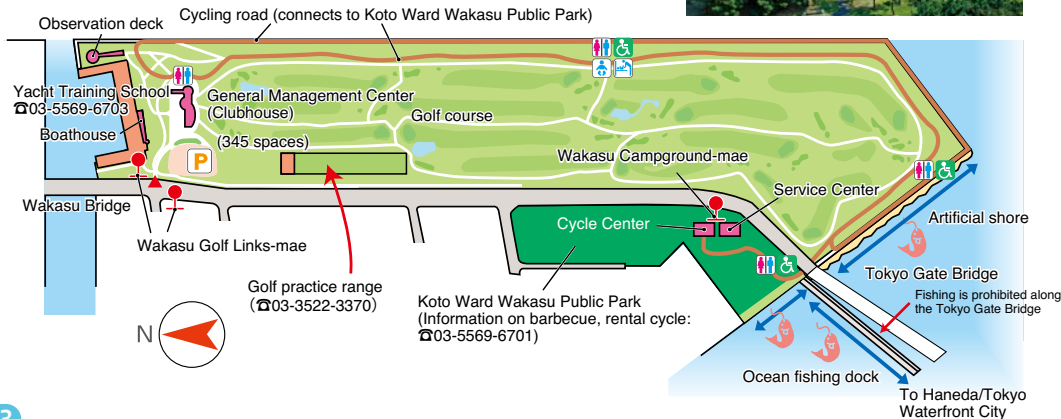 Cycling road (connects to Koto Ward Wakasu Public Park)
Observation deck
Yacht Training School
☎03-5569-6703
General Management Center
(Clubhouse)
Boathouse
Golf course
(345 spaces)
P
Wakasu Campground-mae
Service Center
Wakasu Bridge
Cycle Center
Artificial shore
Wakasu Golf Links-mae
Tokyo Gate Bridge
Golf practice range
(☎03-3522-3370)
Koto Ward Wakasu Public Park
(Information on barbecue, rental cycle:
☎03-5569-6701)
Fishing is prohibited along
the Tokyo Gate Bridge
N
Ocean fishing dock
To Haneda/Tokyo
Waterfront City